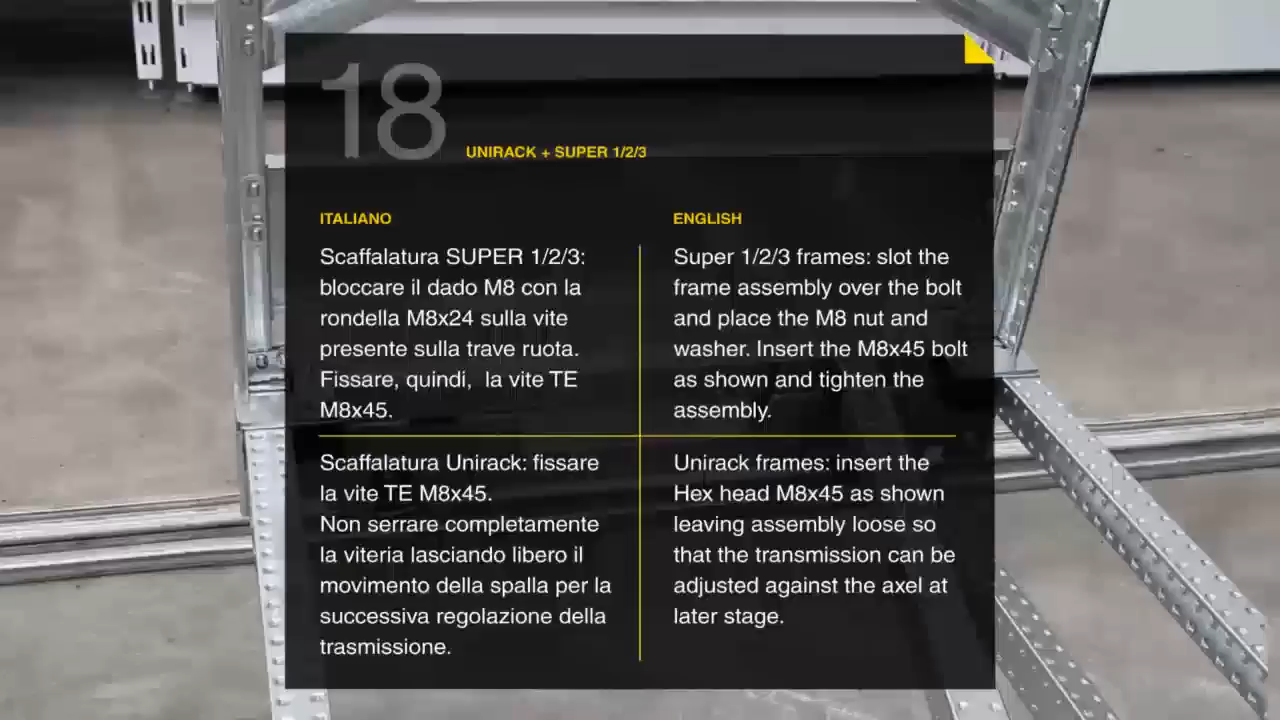 18
UNIRACK + SUPER 1/2/3
ITALIANO
Scaffalatura SUPER 1/2/3:
bloccare il dado M8 con la
rondella M8x24 sulla vite
presente sulla trave ruota.
Fissare, quindi,  la vite TE
M8x45.
Scaffalatura Unirack: fissare
la vite TE M8x45.
Non serrare completamente
la viteria lasciando libero il
movimento della spalla per la
successiva regolazione della
trasmissione.
ENGLISH
Super 1/2/3 frames: slot the
frame assembly over the bolt
and place the M8 nut and
washer. Insert the M8x45 bolt
as shown and tighten the
assembly.
Unirack frames: insert the
Hex head M8x45 as shown
leaving assembly loose so
that the transmission can be
adjusted against the axel at
later stage.